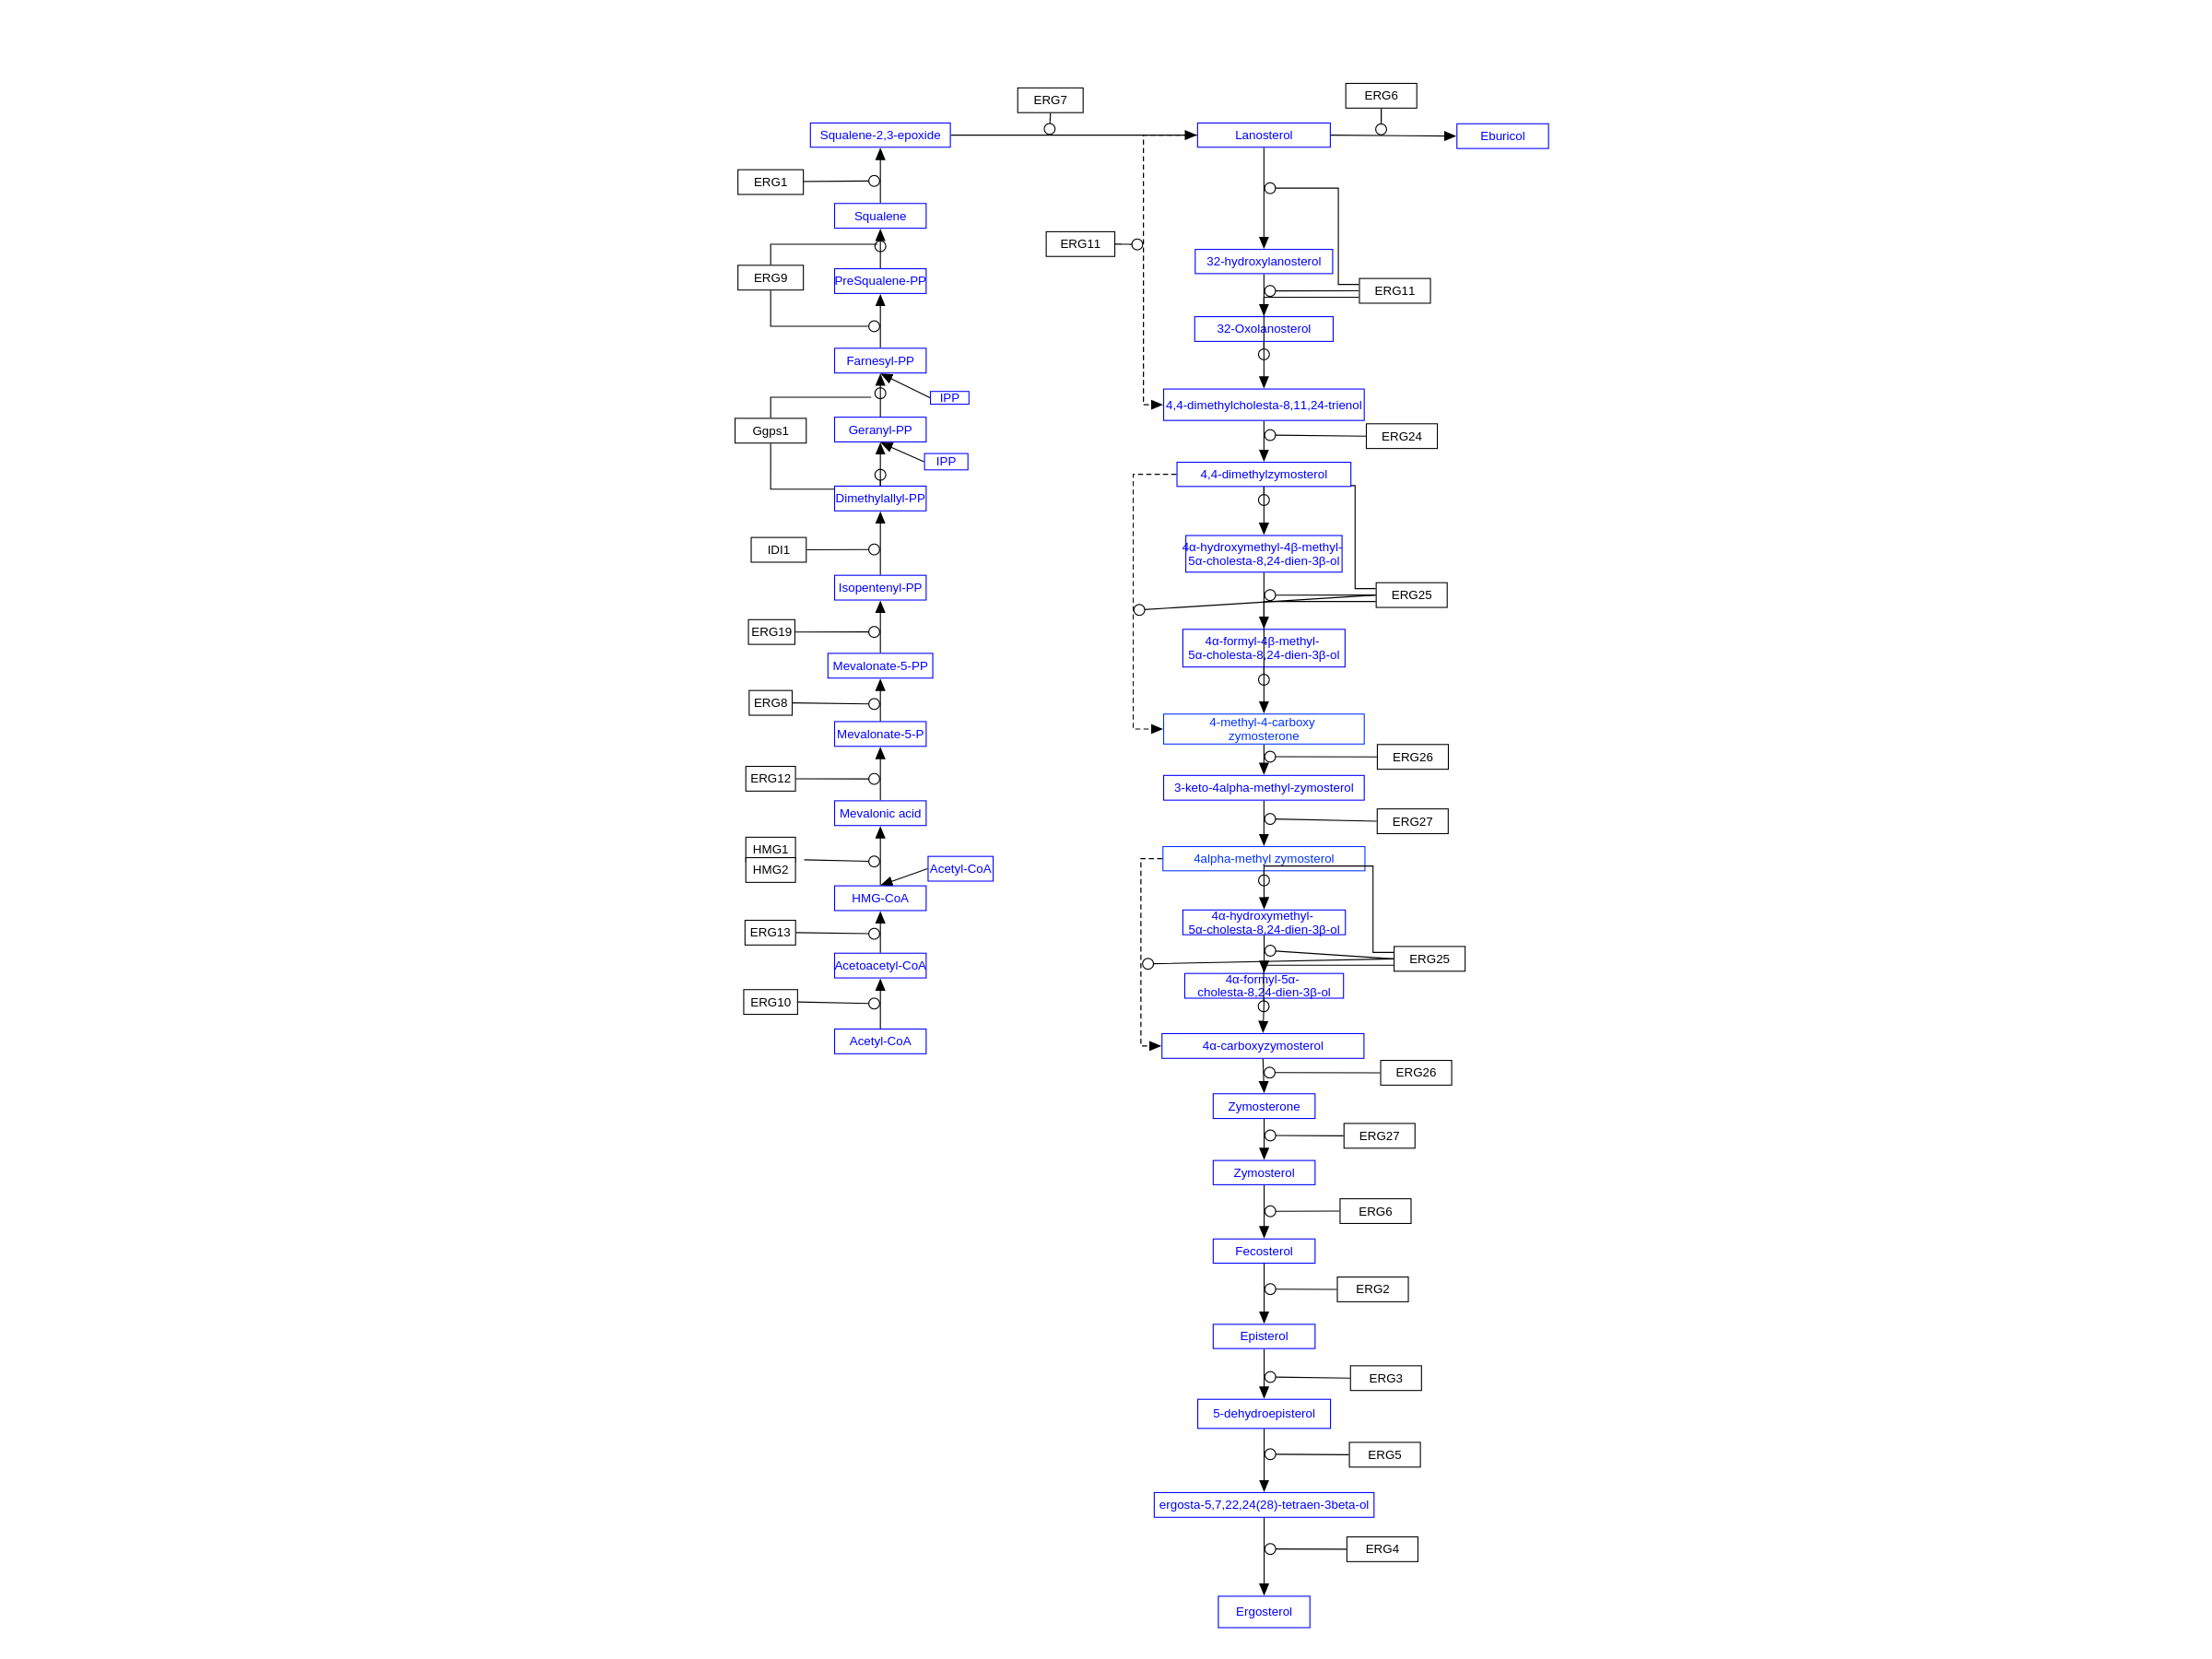 ERG7
ERG6
Squalene-2,3-epoxide
Lanosterol
Eburicol
ERG1
Squalene
ERG11
ERG9
PreSqualene-PP
32-hydroxylanosterol
ERG11
32-Oxolanosterol
Farnesyl-PP
IPP
4,4-dimethylcholesta-8,11,24-trienol
Ggps1
Geranyl-PP
ERG24
IPP
4,4-dimethylzymosterol
Dimethylallyl-PP
IDI1
4α-hydroxymethyl-4β-methyl-
5α-cholesta-8,24-dien-3β-ol
Isopentenyl-PP
ERG25
ERG19
4α-formyl-4β-methyl-
5α-cholesta-8,24-dien-3β-ol
Mevalonate-5-PP
ERG8
Mevalonate-5-P
4-methyl-4-carboxy
zymosterone
ERG26
ERG12
3-keto-4alpha-methyl-zymosterol
Mevalonic acid
ERG27
HMG1
HMG2
4alpha-methyl zymosterol
Acetyl-CoA
HMG-CoA
4α-hydroxymethyl-
5α-cholesta-8,24-dien-3β-ol
ERG13
ERG25
Acetoacetyl-CoA
4α-formyl-5α-
cholesta-8,24-dien-3β-ol
ERG10
Acetyl-CoA
4α-carboxyzymosterol
ERG26
Zymosterone
ERG27
Zymosterol
ERG6
Fecosterol
ERG2
Episterol
ERG3
5-dehydroepisterol
ERG5
ergosta-5,7,22,24(28)-tetraen-3beta-ol
ERG4
Ergosterol